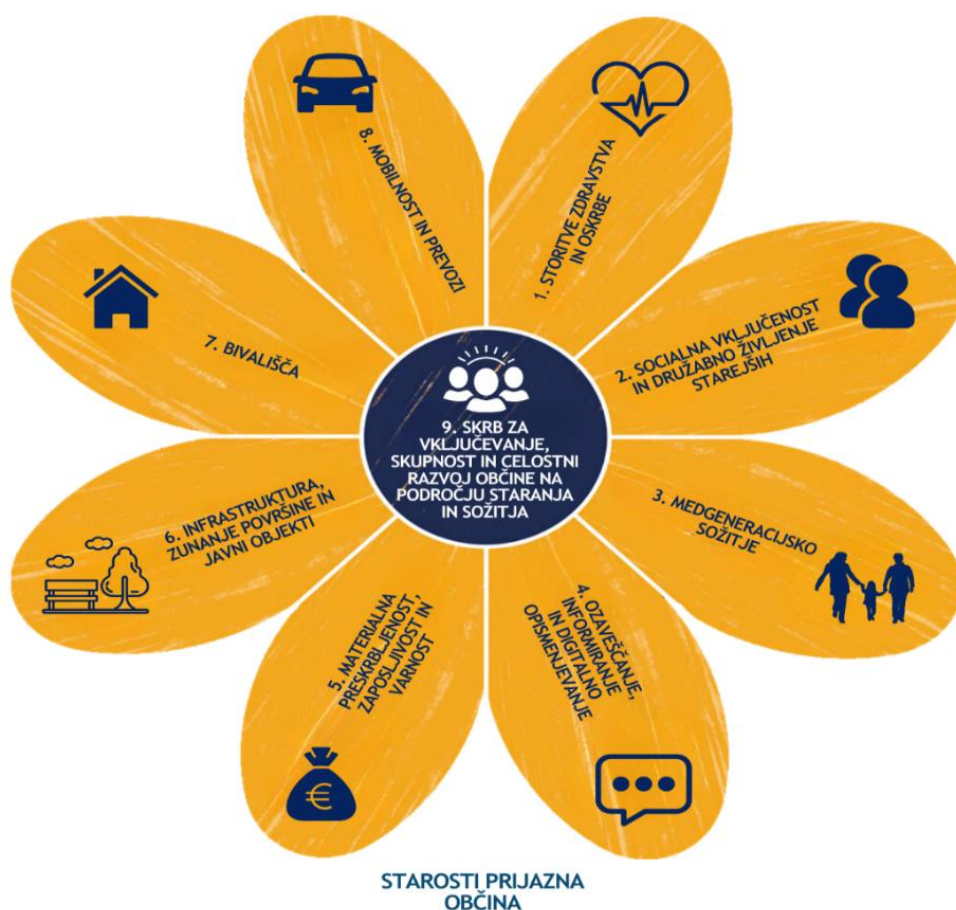 1. STORITVE ZDRAVSTVA
IN OSKRBE
2. SOCIALNA VKLJUČENOST
IN DRUŽABNO ŽIVLJENJE
STAREJŠIH
3. MEDGENERACIJSKO
SOŽITJE
4. OZAVEŠČANJE,
INFORMIRANJE
IN DIGITALNO
OPISMENJEVANJE
5. MATERIALNA
PRESKRBLJENOST,
ZAPOSLJIVOST IN
VARNOST
6. INFRASTRUKTURA,
ZUNANJE POVRŠINE IN
JAVNI OBJEKTI
7. BIVALIŠČA
8. MOBILNOST IN PREVOZI
9. SKRB ZA
VKLJUČEVANJE,
SKUPNOST IN CELOSTNI
RAZVOJ OBČINE NA
PODROČJU STARANJA
IN SOŽITJA
€
STAROSTI PRIJAZNA
OBČINA